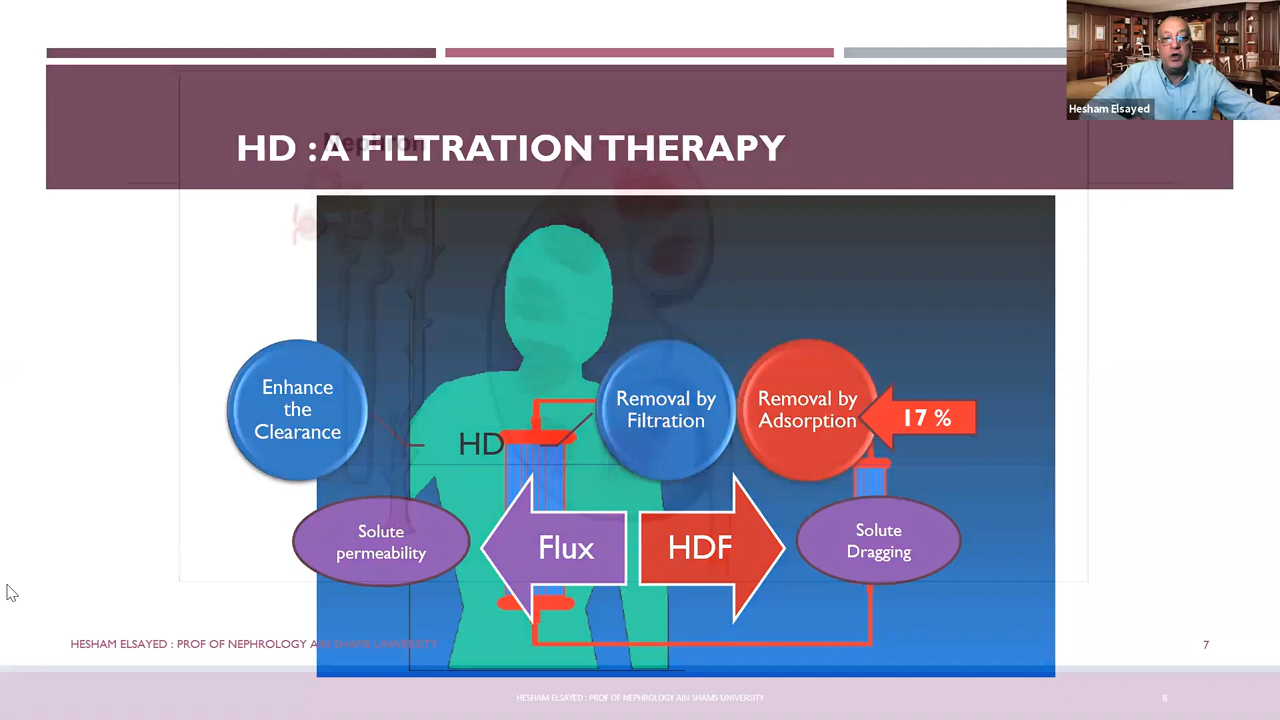 Hesham Elsayed
Nephron
HD : A FILTRATION THERAPY
Enhance
the
Clearance
Removal by
Filtration
Removal by
Adsorption
17 %
HD
Solute
permeability
Flux
HDF
Solute
Dragging
HESHAM ELSAYED : PROF OF NEPHROLOGY AIN SHAMS UNIVERSITY
7
HESHAM ELSAYED : PROF OF NEPHROLOGY AIN SHAMS UNIVERSITY
8